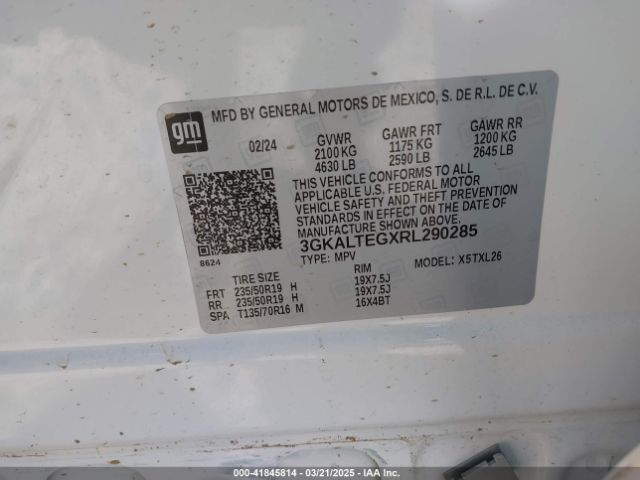 gm
MFD BY GENERAL MOTORS DE MEXICO, S. DE R.L. DE C.V.
02/24 GVWR GAWR FRT GAWR RR
2100 KG 1175 KG 1200 KG
4630 LB 2590 LB 2645 LB
THIS VEHICLE CONFORMS TO ALL
APPLICABLE U.S. FEDERAL MOTOR
VEHICLE SAFETY AND THEFT PREVENTION
STANDARDS IN EFFECT ON THE DATE OF
MANUFACTURE SHOWN ABOVE.
3GKALTEGXRL290285
8624 TYPE: MPV MODEL: X5TXL26
TIRE SIZE RIM
FRT 235/50R19 H 19X7.5J
RR 235/50R19 H 19X7.5J
SPA T135/70R16 M 16X4BT
000-41845814 03/21/2025 IAAI.COM